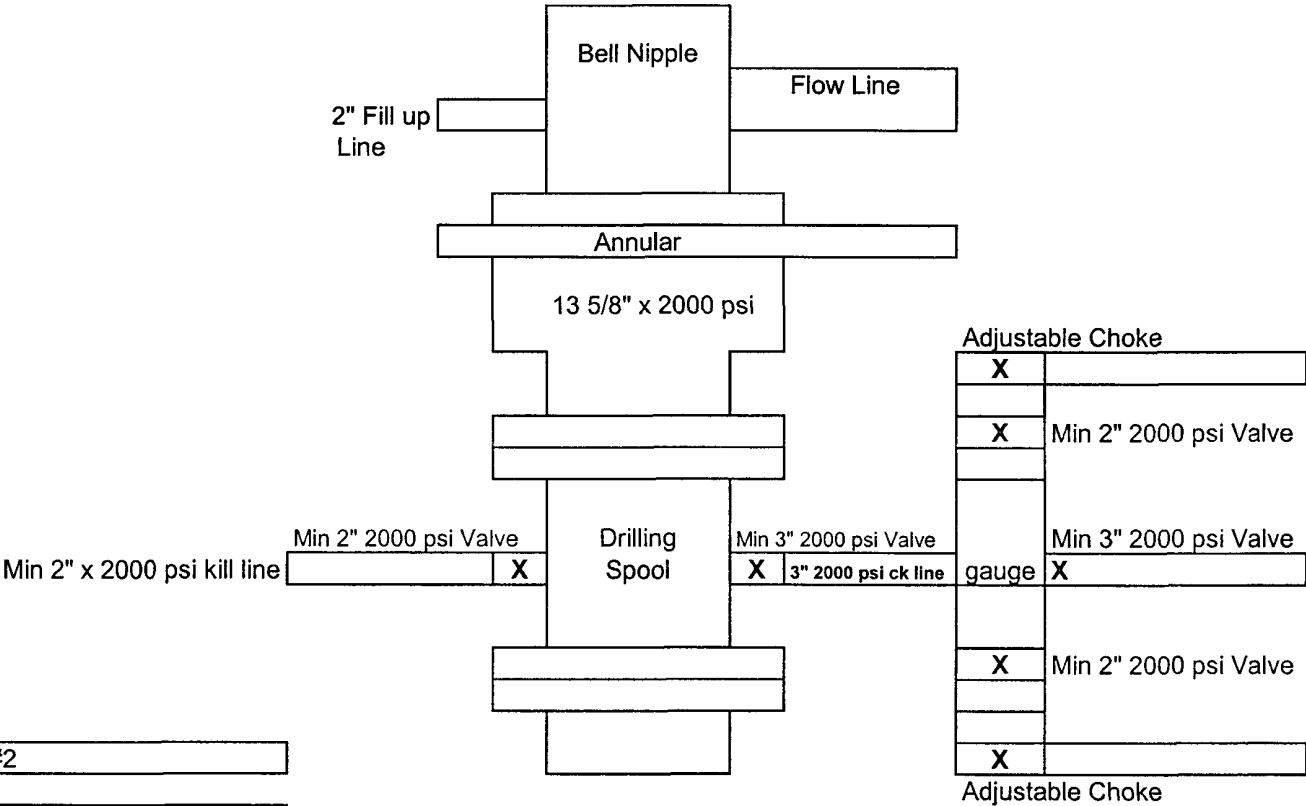 Bell Nipple
Flow Line
2" Fill up
Line
Annular
13 5/8" x 2000 psi
Adjustable Choke
X
X Min 2" 2000 psi Valve
Min 2" 2000 psi Valve
Drilling
Spool
Min 3" 2000 psi Valve
Min 3" 2000 psi Valve
Min 2" x 2000 psi kill line
X
X
3" 2000 psi ck line
gauge
X
X Min 2" 2000 psi Valve
#2
X
Adjustable Choke